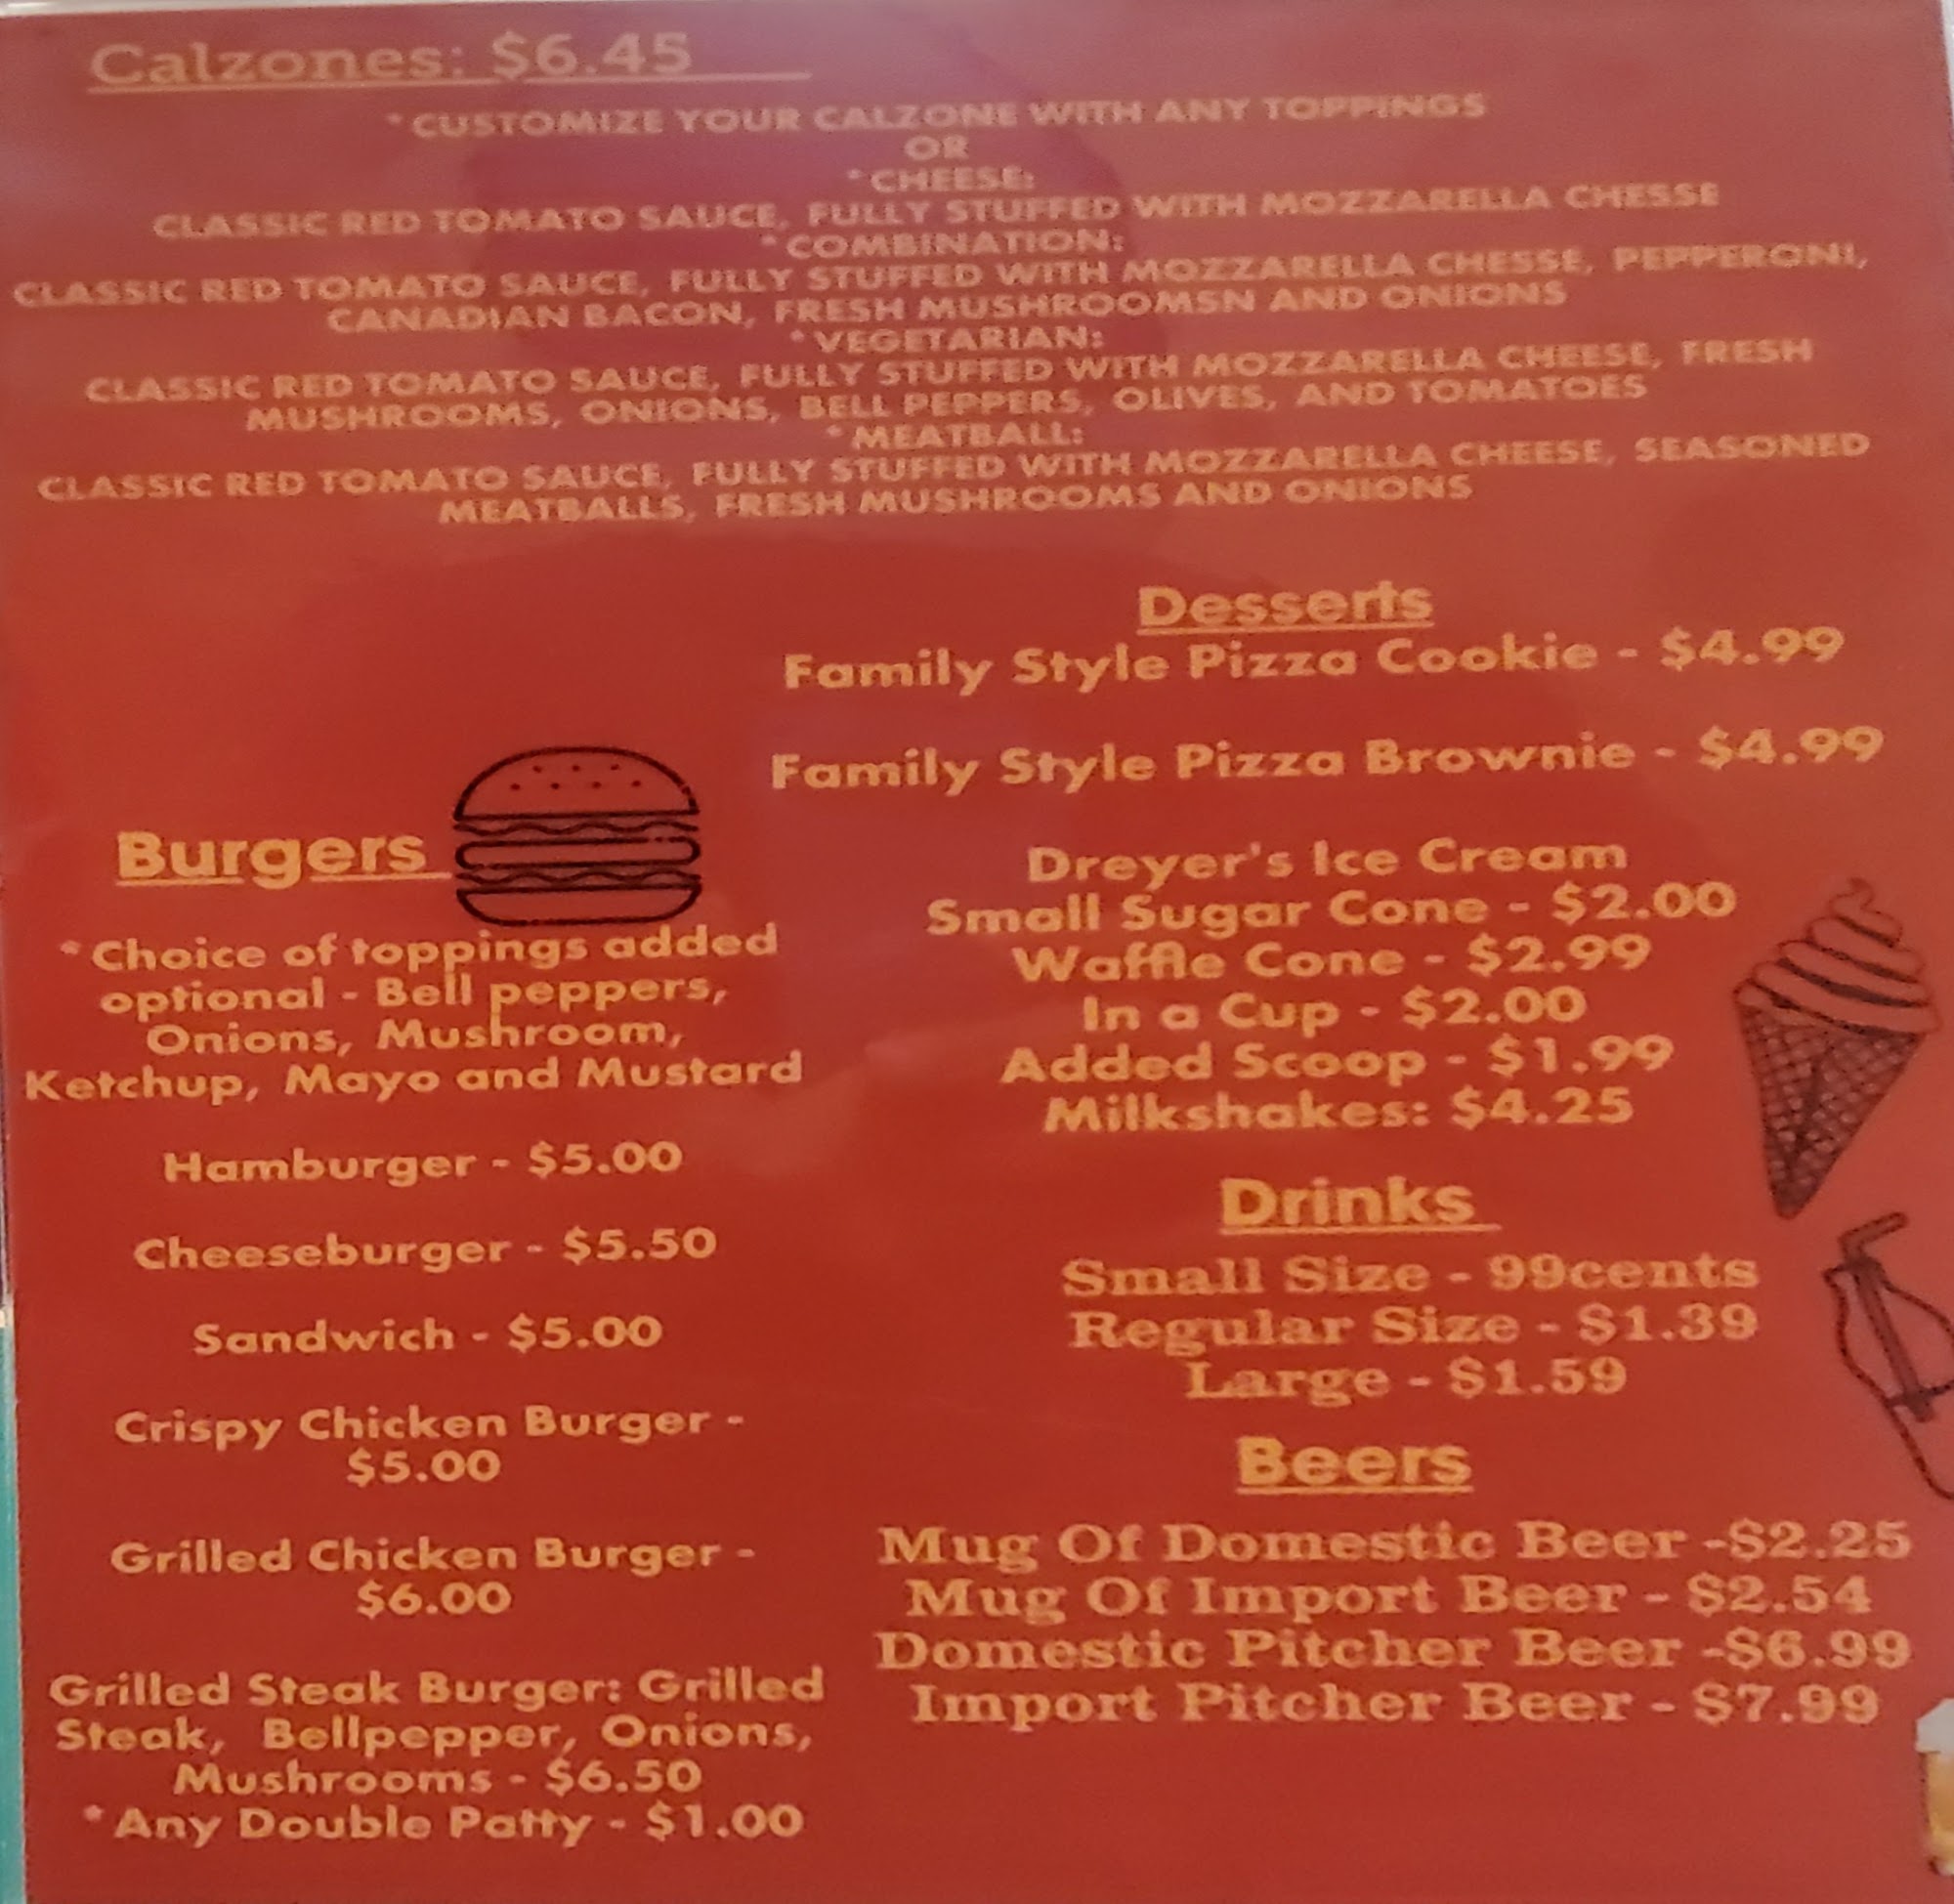 Calzones: $6.45
*CUSTOMIZE YOUR CALZONE WITH ANY TOPPINGS
OR
*CHEESE:
CLASSIC RED TOMATO SAUCE, FULLY STUFFED WITH MOZZARELLA CHESSE
*COMBINATION:
CLASSIC RED TOMATO SAUCE, FULLY STUFFED WITH MOZZARELLA CHESSE, PEPPERONI,
CANADIAN BACON, FRESH MUSHROOMSN AND ONIONS
*VEGETARIAN:
CLASSIC RED TOMATO SAUCE, FULLY STUFFED WITH MOZZARELLA CHEESE, FRESH
MUSHROOMS, ONIONS, BELL PEPPERS, OLIVES, AND TOMATOES
*MEATBALL:
CLASSIC RED TOMATO SAUCE, FULLY STUFFED WITH MOZZARELLA CHEESE, SEASONED
MEATBALLS, FRESH MUSHROOMS AND ONIONS
Burgers
*Choice of toppings added
optional - Bell peppers,
Onions, Mushroom,
Ketchup, Mayo and Mustard
Hamburger - $5.00
Cheeseburger - $5.50
Sandwich - $5.00
Crispy Chicken Burger -
$5.00
Grilled Chicken Burger -
$6.00
Grilled Steak Burger: Grilled
Steak, Bellpepper, Onions,
Mushrooms - $6.50
*Any Double Patty - $1.00
Desserts
Family Style Pizza Cookie - $4.99
Family Style Pizza Brownie - $4.99
Dreyer's Ice Cream
Small Sugar Cone - $2.00
Waffle Cone - $2.99
In a Cup - $2.00
Added Scoop - $1.99
Milkshakes: $4.25
Drinks
Small Size - 99cents
Regular Size - $1.39
Large - $1.59
Beers
Mug Of Domestic Beer -$2.25
Mug Of Import Beer - $2.54
Domestic Pitcher Beer -$6.99
Import Pitcher Beer - $7.99